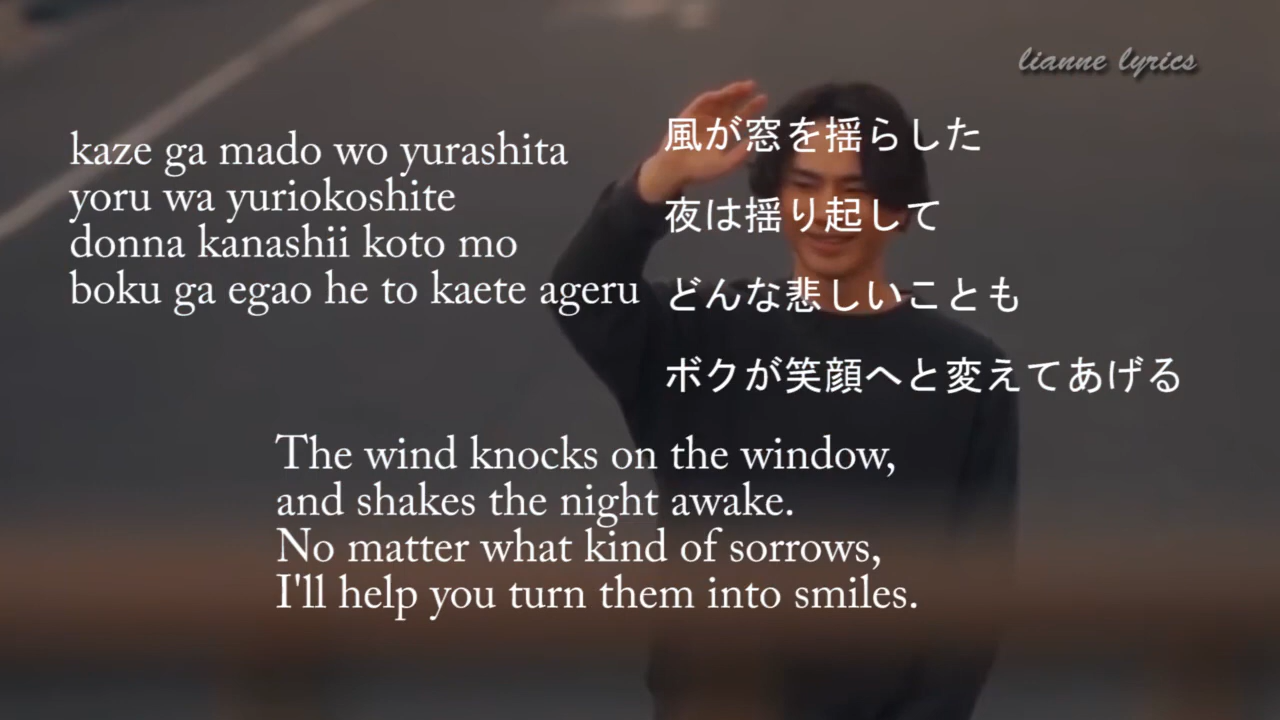 lianne lyrics
kaze ga mado wo yurashita
yoru wa yuriokoshite
donna kanashii koto mo
boku ga egao he to kaete ageru
風が窓を揺らした
夜は揺り起して
どんな悲しいことも
ボクが笑顔へと変えてあげる
The wind knocks on the window,
and shakes the night awake.
No matter what kind of sorrows,
I'll help you turn them into smiles.